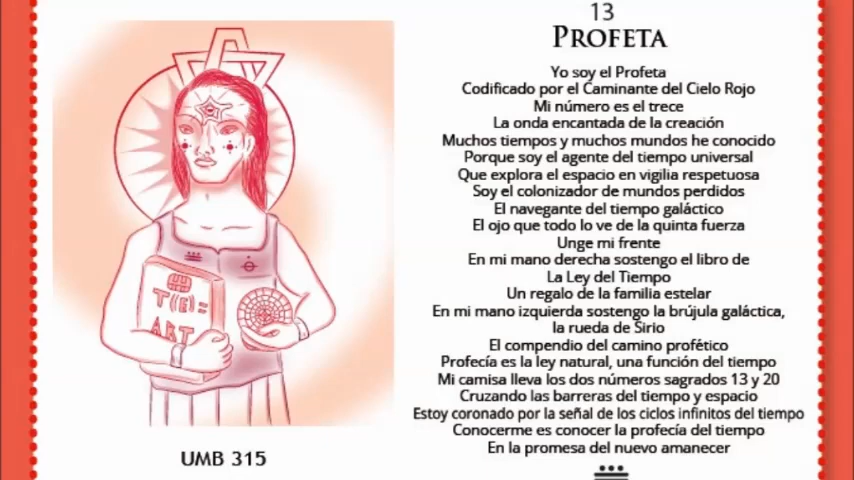 13
PROFETA
Yo soy el Profeta
Codificado por el Caminante del Cielo Rojo
Mi número es el trece
La onda encantada de la creación
Muchos tiempos y muchos mundos he conocido
Porque soy el agente del tiempo universal
Que explora el espacio en vigilia respetuosa
Soy el colonizador de mundos perdidos
El navegante del tiempo galáctico
El ojo que todo lo ve de la quinta fuerza
Unge mi frente
En mi mano derecha sostengo el libro de
La Ley del Tiempo
Un regalo de la familia estelar
En mi mano izquierda sostengo la brújula galáctica,
la rueda de Sirio
El compendio del camino profético
Profecía es la ley natural, una función del tiempo
Mi camisa lleva los dos números sagrados 13 y 20
Cruzando las barreras del tiempo y espacio
Estoy coronado por la señal de los ciclos infinitos del tiempo
Conocerme es conocer la profecía del tiempo
En la promesa del nuevo amanecer
T(E)=
ART
UMB 315